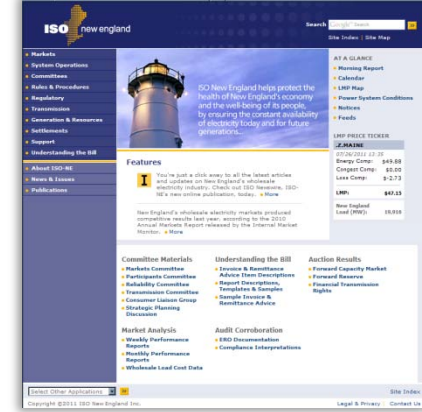 ISO new england
Search Google™ Search
Site Index | Site Map
Markets
System Operations
Committees
Rules & Procedures
Regulatory
Transmission
Generation & Resources
Settlements
Support
Understanding the Bill
About ISO-NE
News & Issues
Publications
ISO New England helps protect the
health of New England's economy
and the well-being of its people,
by ensuring the constant availability
of electricity today and for future
generations.
AT A GLANCE
Morning Report
Calendar
LMP Map
Power System Conditions
Notices
Feeds
LMP PRICE TICKER
.Z.MAINE
07/26/2011 13:35
Energy Comp: $49.88
Congest Comp: $0.00
Loss Comp: $-2.73
LMP: $47.15
New England
Load (MW): 19,010
Features
You're just a click away to all the latest articles
and updates on New England's wholesale
electricity industry. Check out ISO Newswire, ISO-
NE's new online publication, today. More
New England's wholesale electricity markets produced
competitive results last year, according to the 2010
Annual Markets Report released by the Internal Market
Monitor. More
Committee Materials
Markets Committee
Participants Committee
Reliability Committee
Transmission Committee
Consumer Liaison Group
Strategic Planning
Discussion
Understanding the Bill
Invoice & Remittance
Advice Item Descriptions
Report Descriptions,
Templates & Samples
Sample Invoice &
Remittance Advice
Auction Results
Forward Capacity Market
Forward Reserve
Financial Transmission
Rights
Market Analysis
Weekly Performance
Reports
Monthly Performance
Reports
Wholesale Load Cost Data
Audit Corroboration
ERO Documentation
Compliance Interpretations
Select Other Applications
Site Index
Copyright ©2011 ISO New England Inc.
Legal & Privacy Contact Us